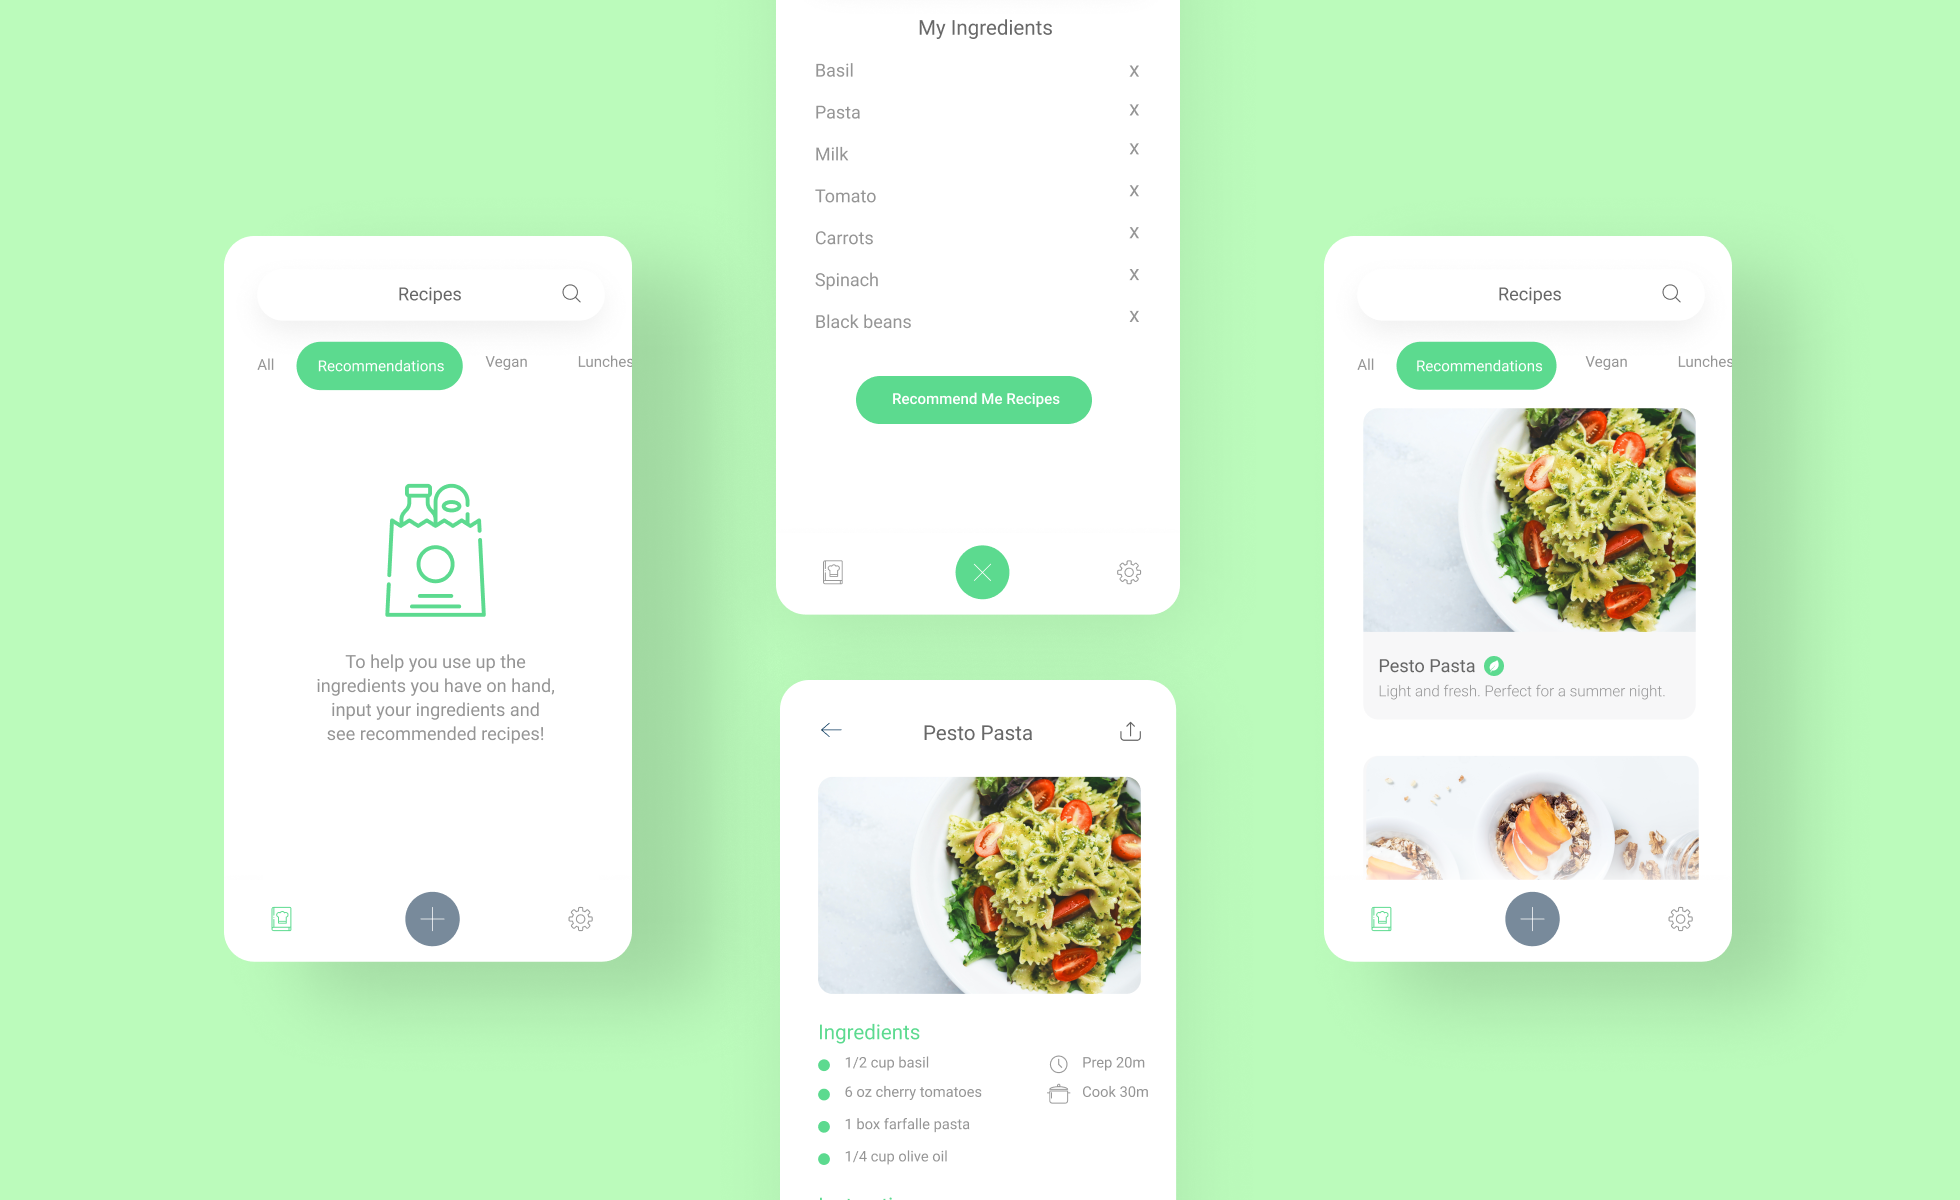 Recipes
All
Recommendations
Vegan
Lunches
To help you use up the
ingredients you have on hand,
input your ingredients and
see recommended recipes!
My Ingredients
Basil x
Pasta x
Milk x
Tomato x
Carrots x
Spinach x
Black beans x
Recommend Me Recipes
Pesto Pasta
Ingredients
1/2 cup basil
Prep 20m
6 oz cherry tomatoes
Cook 30m
1 box farfalle pasta
1/4 cup olive oil
Recipes
All
Recommendations
Vegan
Lunches
Pesto Pasta
Light and fresh. Perfect for a summer night.